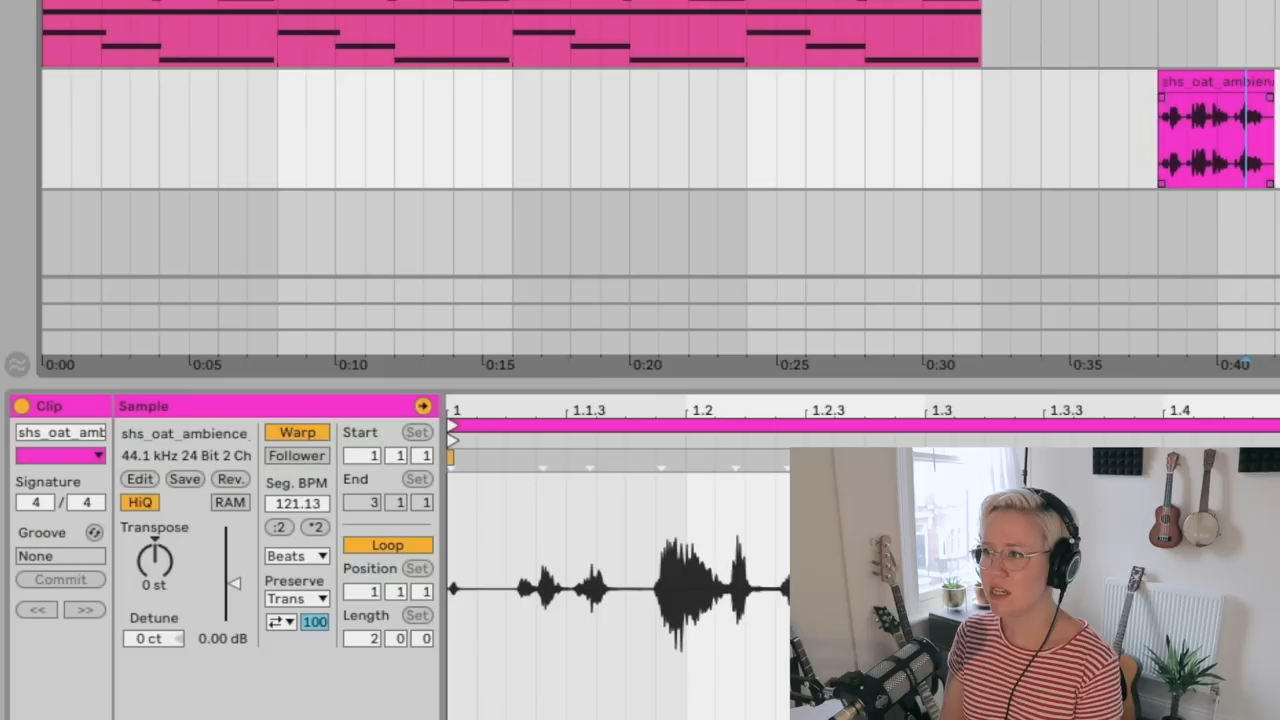 shs_oat_ambien
0:00 0:05 0:10 0:15 0:20 0:25 0:30 0:35 0:40
Clip
shs_oat_amb
Signature
4 / 4
Groove
None
Commit
<< >>
Sample
shs_oat_ambience_
44.1 kHz 24 Bit 2 Ch
Edit Save Rev.
HiQ RAM
Transpose
0 st
Detune
0 ct 0.00 dB
Warp
Follower
Seg. BPM
121.13
:2 *2
Beats
Preserve
Trans
100
Start Set
1 1 1
End Set
3 1 1
Loop
Position Set
1 1 1
Length Set
2 0 0
1 1.1.3 1.2 1.2.3 1.3 1.3.3 1.4